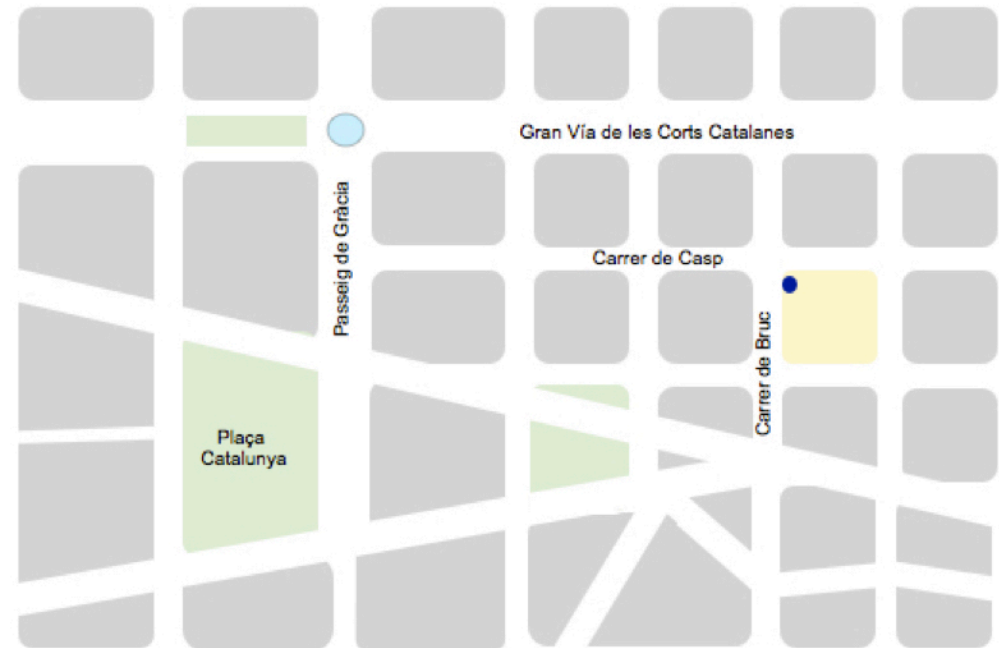 Gran Vía de les Corts Catalanes
Passeig de Gràcia
Carrer de Casp
Carrer de Bruc
Plaça
Catalunya